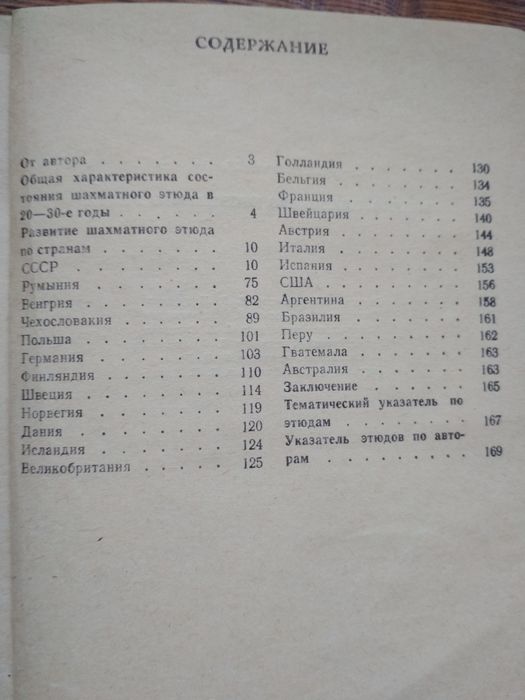 СОДЕРЖАНИЕ
От автора . . . . . . . 3
Общая характеристика сос-
тояния шахматного этюда в
20—30-е годы . . . . . . 4
Развитие шахматного этюда
по странам . . . . . . . 10
СССР . . . . . . . . 10
Румыния . . . . . . . 75
Венгрия . . . . . . . 82
Чехословакия . . . . . . 89
Польша . . . . . . . 101
Германия . . . . . . . 103
Финляндия . . . . . . 110
Швеция . . . . . . . 114
Норвегия . . . . . . . 119
Дания . . . . . . . . 120
Исландия . . . . . . . 124
Великобритания . . . . . 125
Голландия . . . . . . . 130
Бельгия . . . . . . . 134
Франция . . . . . . . 135
Швейцария . . . . . . 140
Австрия . . . . . . . 144
Италия . . . . . . . 148
Испания . . . . . . . 153
США . . . . . . . . 156
Аргентина . . . . . . . 158
Бразилия . . . . . . . 161
Перу . . . . . . . . 162
Гватемала . . . . . . . 163
Австралия . . . . . . . 163
Заключение . . . . . . 165
Тематический указатель по
этюдам . . . . . . . 167
Указатель этюдов по авто-
рам . . . . . . . . 169